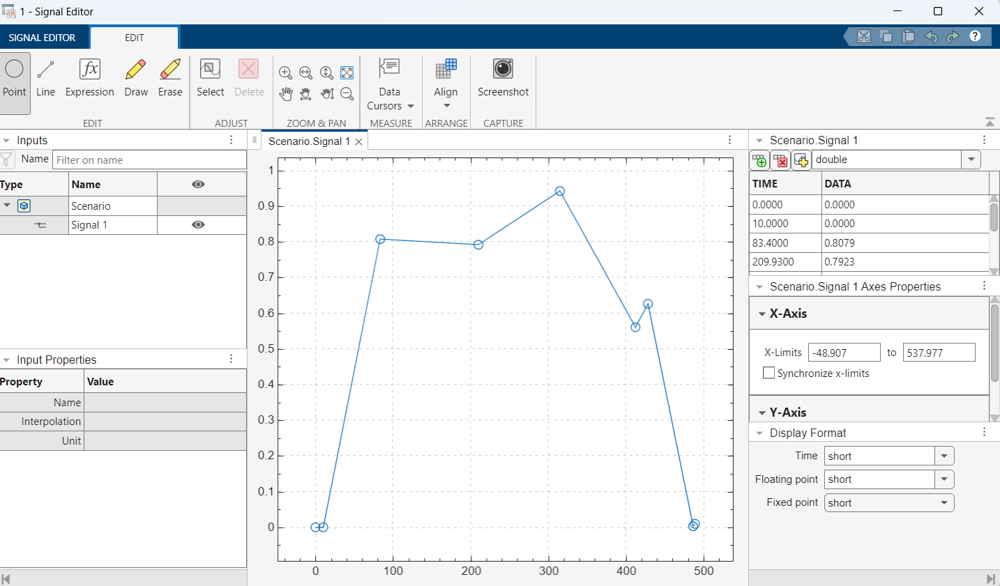 1 - Signal Editor
SIGNAL EDITOR EDIT
?
Point Line Expression Draw Erase Select Delete Data Cursors Align Screenshot
fx
EDIT ADJUST ZOOM & PAN MEASURE ARRANGE CAPTURE
Inputs
Name Filter on name
Type Name
Scenario
Signal 1
Input Properties
Property Value
Name
Interpolation
Unit
Scenario.Signal 1
1
0.9
0.8
0.7
0.6
0.5
0.4
0.3
0.2
0.1
0
0 100 200 300 400 500
Scenario.Signal 1
double
TIME DATA
0.0000 0.0000
10.0000 0.0000
83.4000 0.8079
209.9300 0.7923
Scenario.Signal 1 Axes Properties
X-Axis
X-Limits -48.907 to 537.977
Synchronize x-limits
Y-Axis
Display Format
Time short
Floating point short
Fixed point short